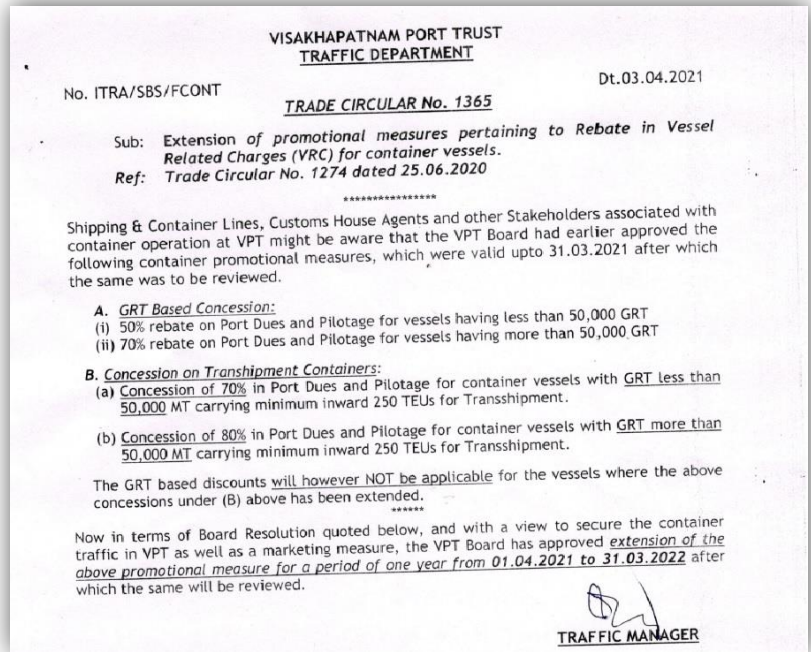 VISAKHAPATNAM PORT TRUST
TRAFFIC DEPARTMENT
No. ITRA/SBS/FCONT
Dt.03.04.2021
TRADE CIRCULAR No. 1365
Sub: Extension of promotional measures pertaining to Rebate in Vessel
Related Charges (VRC) for container vessels.
Ref: Trade Circular No. 1274 dated 25.06.2020
****************
Shipping & Container Lines, Customs House Agents and other Stakeholders associated with
container operation at VPT might be aware that the VPT Board had earlier approved the
following container promotional measures, which were valid upto 31.03.2021 after which
the same was to be reviewed.
A. GRT Based Concession:
(i) 50% rebate on Port Dues and Pilotage for vessels having less than 50,000 GRT
(ii) 70% rebate on Port Dues and Pilotage for vessels having more than 50,000 GRT
B. Concession on Transhipment Containers:
(a) Concession of 70% in Port Dues and Pilotage for container vessels with GRT less than
50,000 MT carrying minimum inward 250 TEUs for Transshipment.
(b) Concession of 80% in Port Dues and Pilotage for container vessels with GRT more than
50,000 MT carrying minimum inward 250 TEUs for Transshipment.
The GRT based discounts will however NOT be applicable for the vessels where the above
concessions under (B) above has been extended.
******
Now in terms of Board Resolution quoted below, and with a view to secure the container
traffic in VPT as well as a marketing measure, the VPT Board has approved extension of the
above promotional measure for a period of one year from 01.04.2021 to 31.03.2022 after
which the same will be reviewed.
TRAFFIC MANAGER